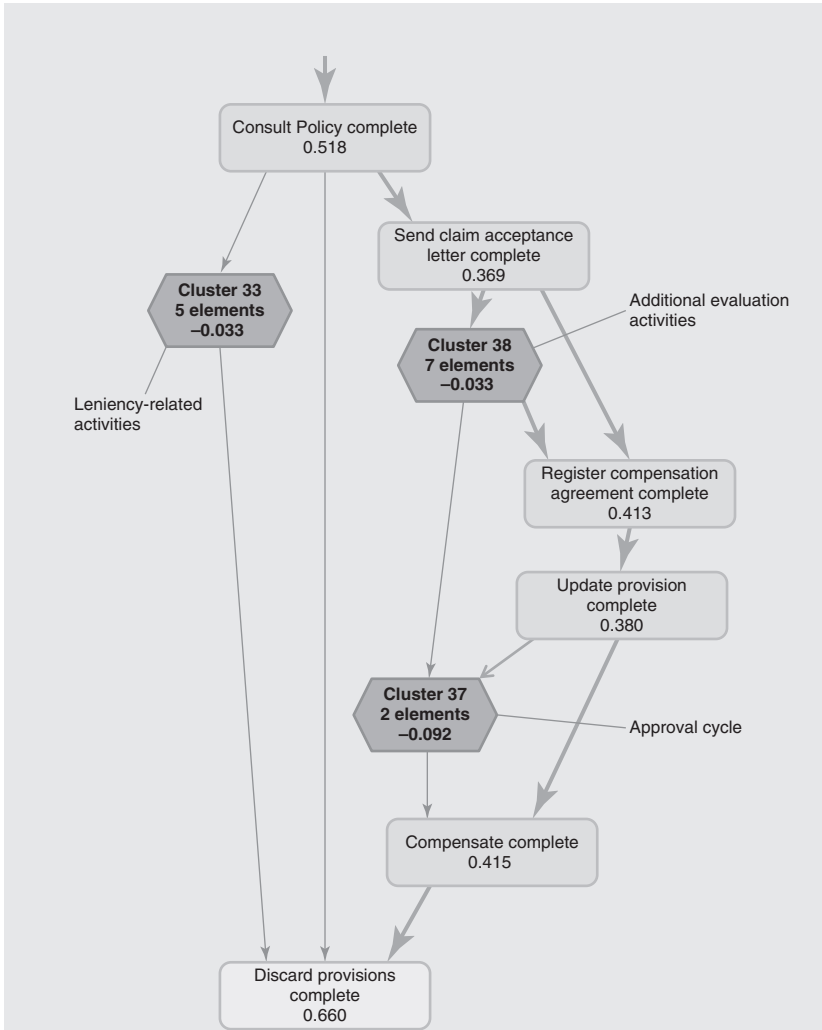 Consult Policy complete
0.518
Send claim acceptance
letter complete
0.369
Cluster 33
5 elements
–0.033
Additional evaluation
activities
Cluster 38
7 elements
–0.033
Leniency-related
activities
Register compensation
agreement complete
0.413
Update provision
complete
0.380
Cluster 37
2 elements
–0.092
Approval cycle
Compensate complete
0.415
Discard provisions
complete
0.660